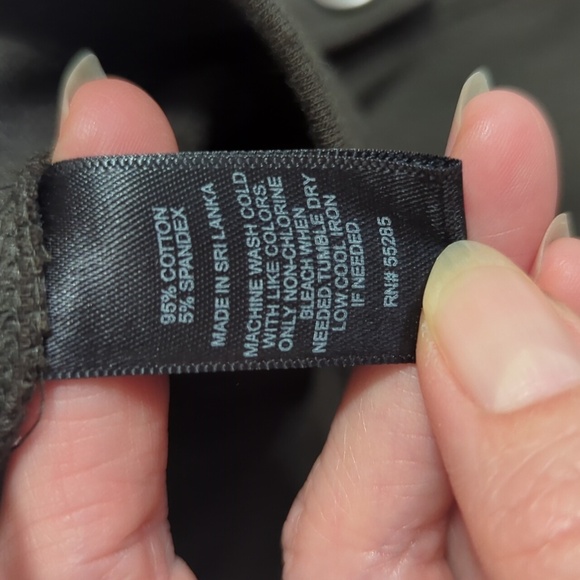 95% COTTON
5% SPANDEX
MADE IN SRI LANKA
MACHINE WASH COLD
WITH LIKE COLORS.
ONLY NON-CHLORINE
BLEACH WHEN
NEEDED.TUMBLE DRY
LOW.COOL IRON
IF NEEDED.
RN# 55285